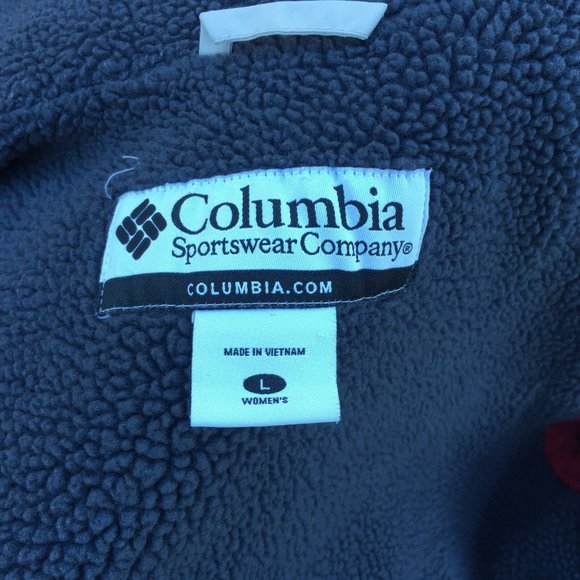 Columbia
Sportswear Company®
COLUMBIA.COM
MADE IN VIETNAM
L
WOMEN'S